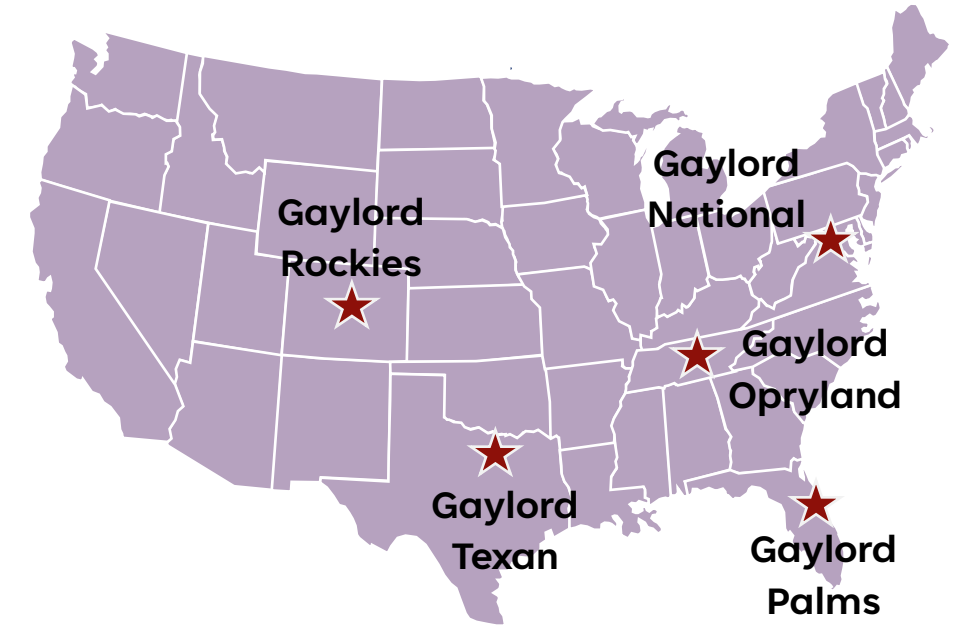 Gaylord
National
Gaylord
Rockies
Gaylord
Opryland
Gaylord
Texan
Gaylord
Palms